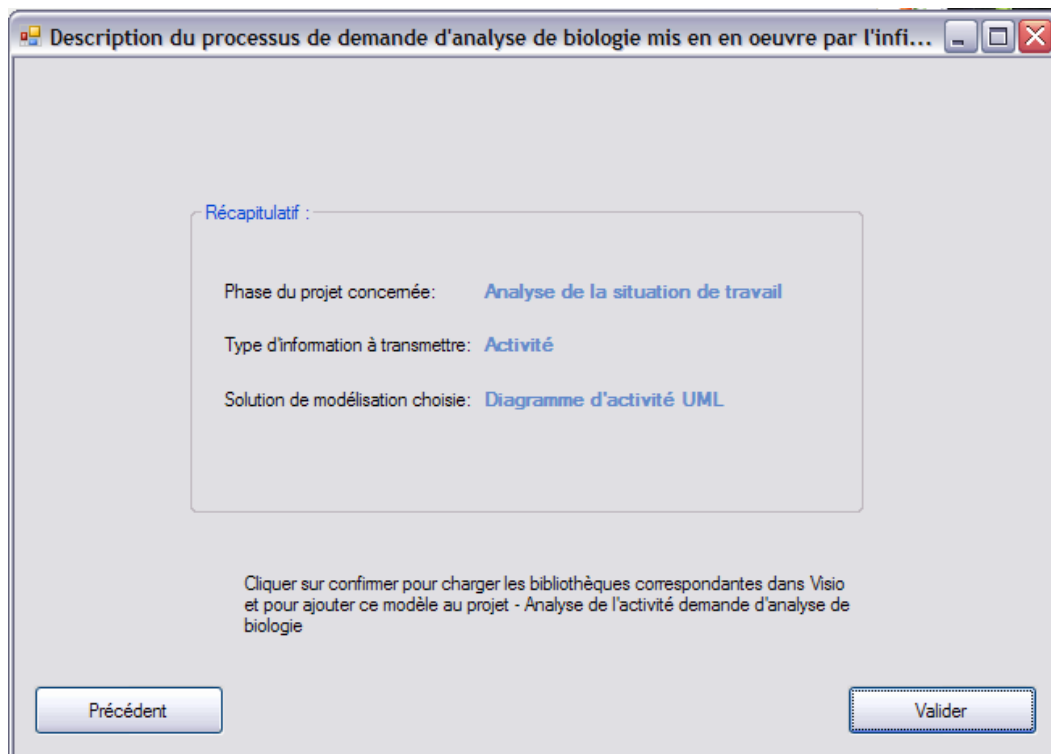 Description du processus de demande d'analyse de biologie mis en en oeuvre par l'infi...
Récapitulatif :
Phase du projet concernée: Analyse de la situation de travail
Type d'information à transmettre: Activité
Solution de modélisation choisie: Diagramme d'activité UML
Cliquer sur confirmer pour charger les bibliothèques correspondantes dans Visio
et pour ajouter ce modèle au projet - Analyse de l'activité demande d'analyse de
biologie
Précédent Valider